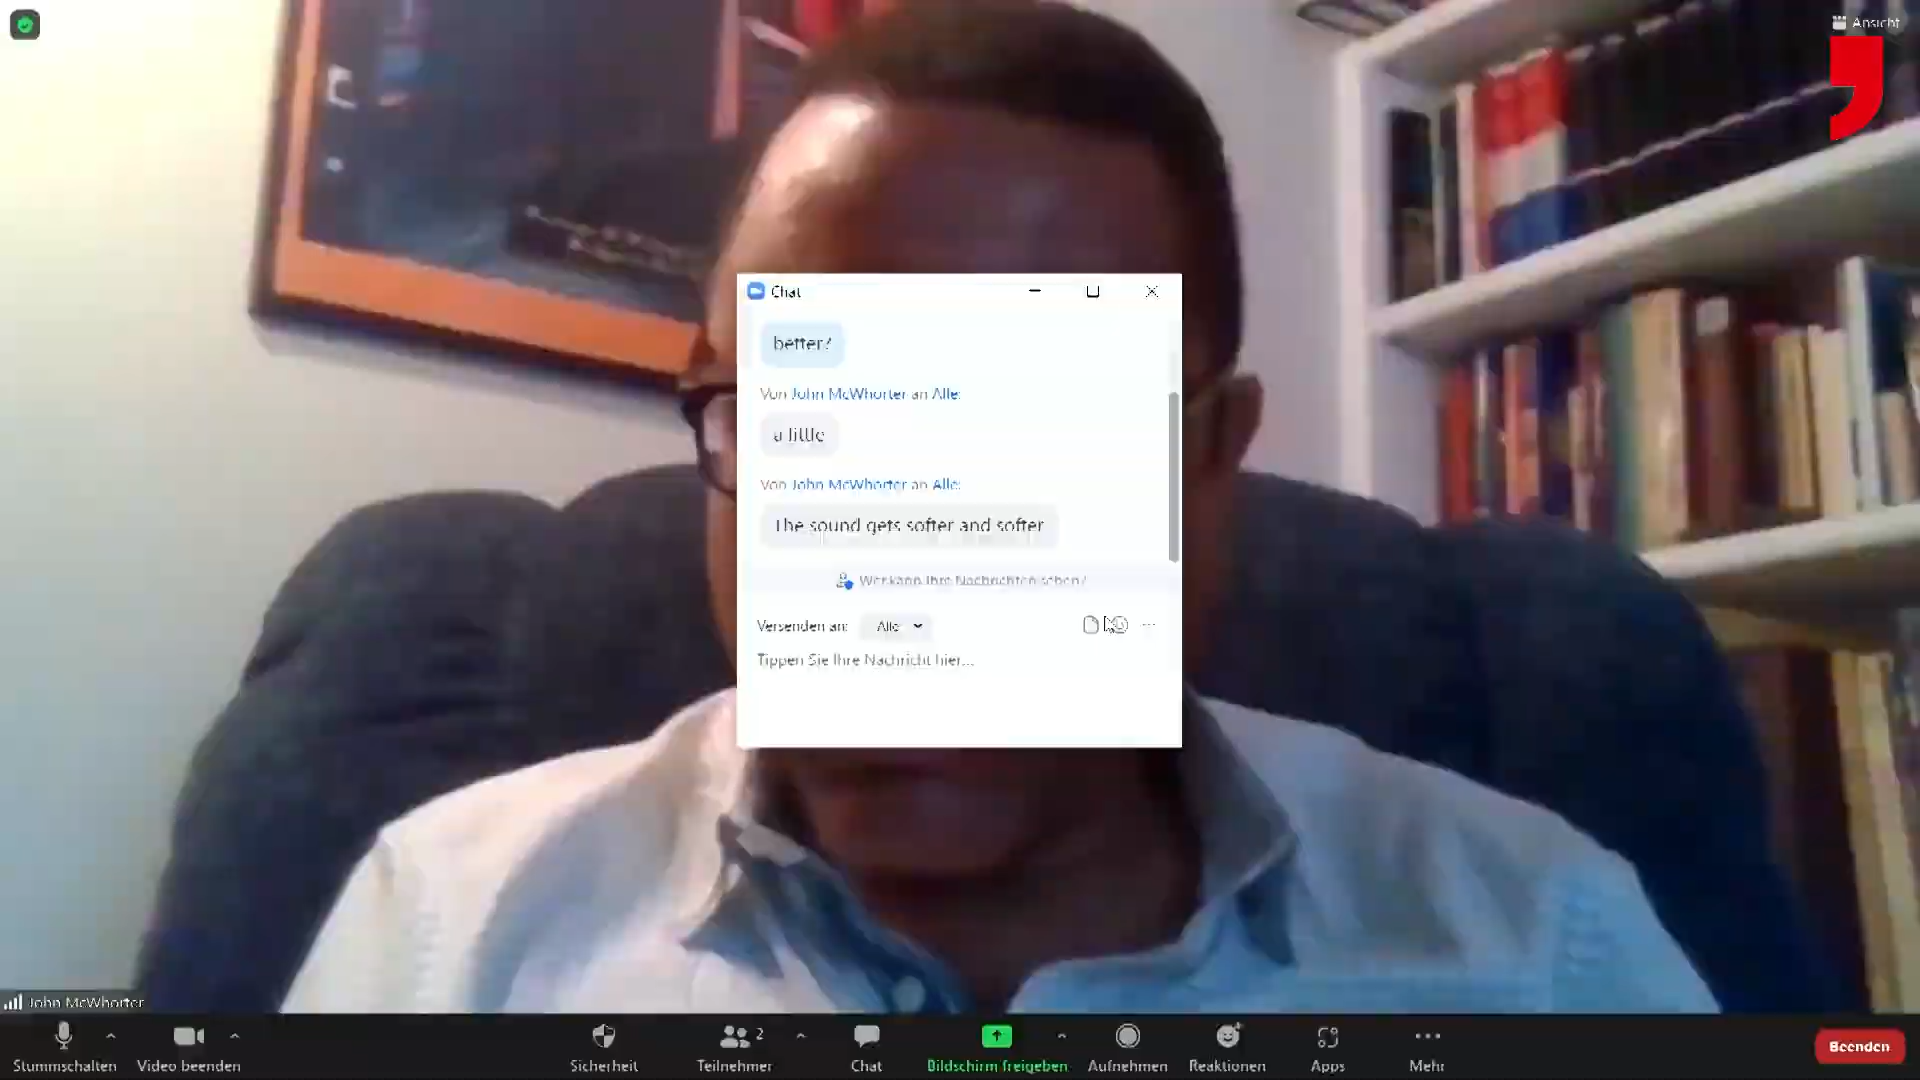 Ansicht
Chat
better?
Von John McWhorter an Alle:
a little
Von John McWhorter an Alle:
The sound gets softer and softer
Wer kann Ihre Nachrichten sehen?
Versenden an: Alle
Tippen Sie Ihre Nachricht hier...
John McWhorter
Stummschalten
Video beenden
Sicherheit
2
Teilnehmer
Chat
Bildschirm freigeben
Aufnehmen
Reaktionen
Apps
Mehr
Beenden